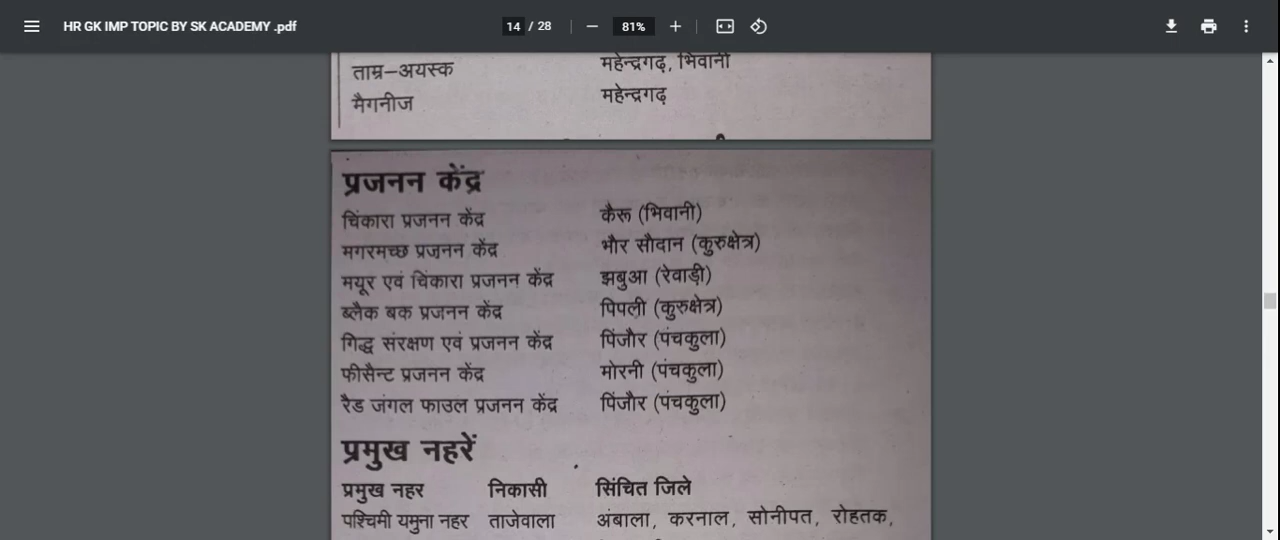 HR GK IMP TOPIC BY SK ACADEMY .pdf 14 / 28 81%
ताम्र–अयस्क महेन्द्रगढ़, भिवानी
मैगनीज महेन्द्रगढ़
प्रजनन केंद्र
चिंकारा प्रजनन केंद्र कैरू (भिवानी)
मगरमच्छ प्रजनन केंद्र भौर सौदान (कुरुक्षेत्र)
मयूर एवं चिंकारा प्रजनन केंद्र झबुआ (रेवाड़ी)
ब्लैक बक प्रजनन केंद्र पिपली (कुरुक्षेत्र)
गिद्ध संरक्षण एवं प्रजनन केंद्र पिंजौर (पंचकुला)
फीसैन्ट प्रजनन केंद्र मोरनी (पंचकुला)
रैड जंगल फाउल प्रजनन केंद्र पिंजौर (पंचकुला)
प्रमुख नहरें
प्रमुख नहर निकासी सिंचित जिले
पश्चिमी यमुना नहर ताजेवाला अंबाला, करनाल, सोनीपत, रोहतक,